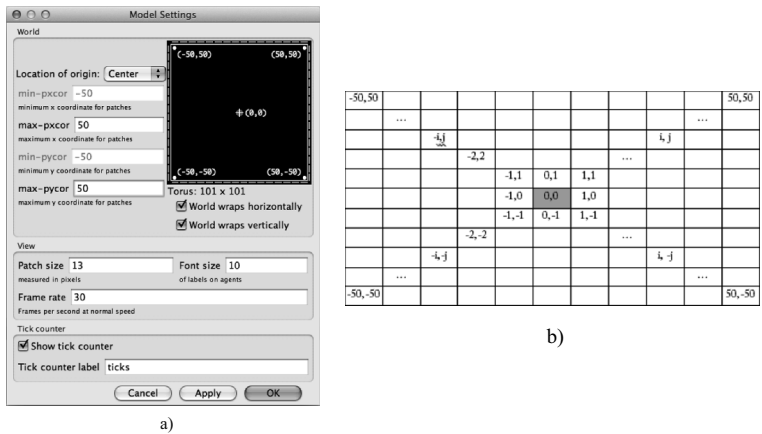 Model Settings
World
(-50,50) (50,50)
Location of origin: Center
min-pxcor -50
minimum x coordinate for patches
(0,0)
max-pxcor 50
maximum x coordinate for patches
min-pycor -50
minimum y coordinate for patches
(-50,-50) (50,-50)
max-pycor 50
maximum y coordinate for patches
Torus: 101 x 101
World wraps horizontally
World wraps vertically
View
Patch size 13 Font size 10
measured in pixels of labels on agents
Frame rate 30
Frames per second at normal speed
Tick counter
Show tick counter
Tick counter label ticks
Cancel Apply OK
a)
-50,50 50,50
... ...
-i,j i, j
-2,2 ...
-1,1 0,1 1,1
-1,0 0,0 1,0
-1,-1 0,-1 1,-1
-2,-2 ...
-i,-j i, -j
... ...
-50,-50 50,-50
b)